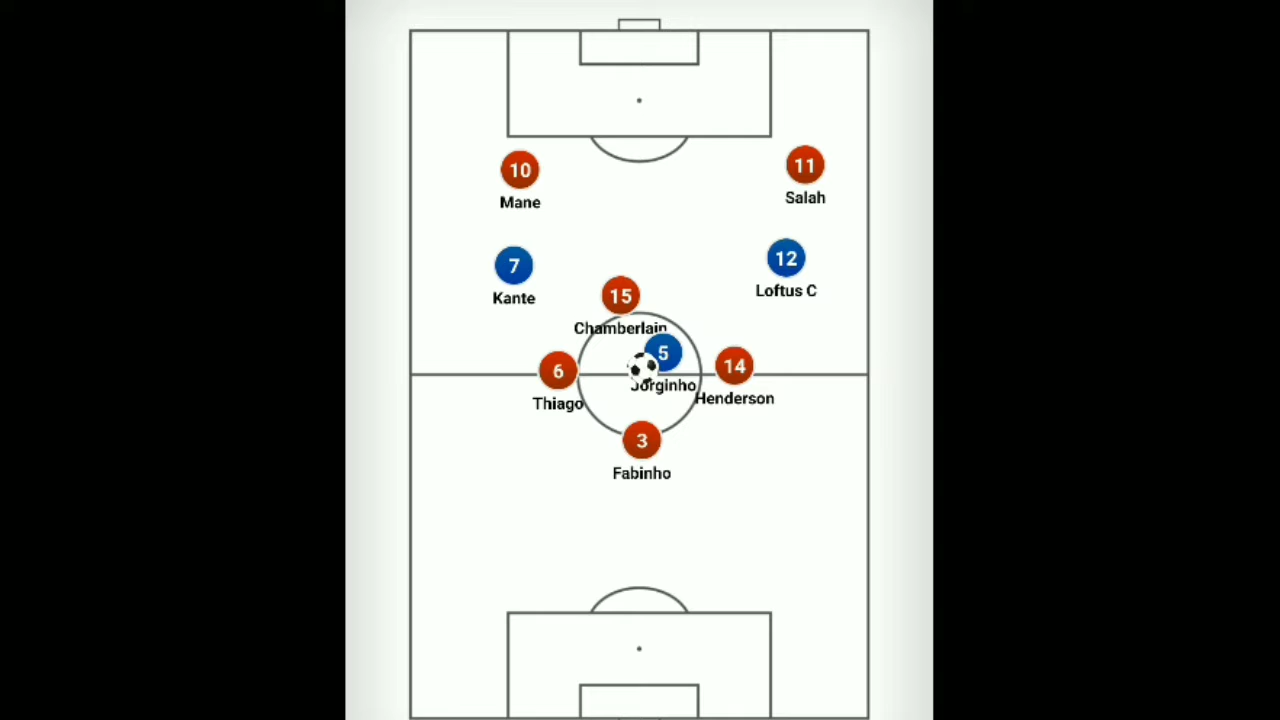 10
Mane
11
Salah
7
Kante
12
Loftus C
15
Chamberlain
5
Jorginho
6
Thiago
14
Henderson
3
Fabinho